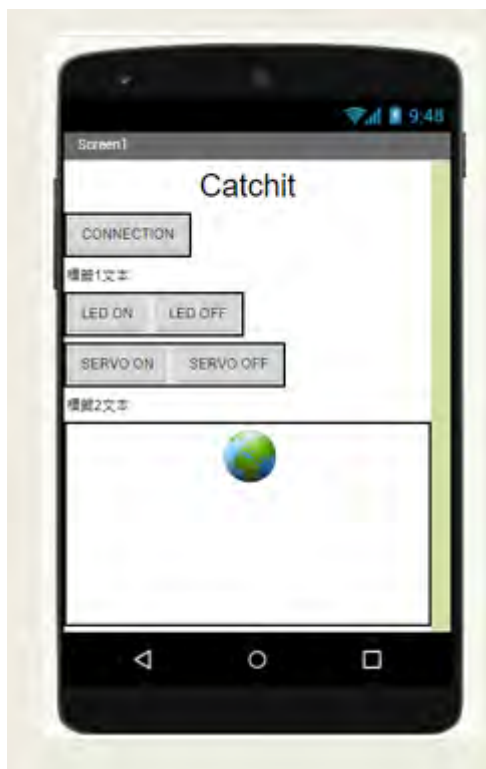 9:48
Screen1
Catchit
CONNECTION
標籤1文本
LED ON LED OFF
SERVO ON SERVO OFF
標籤2文本